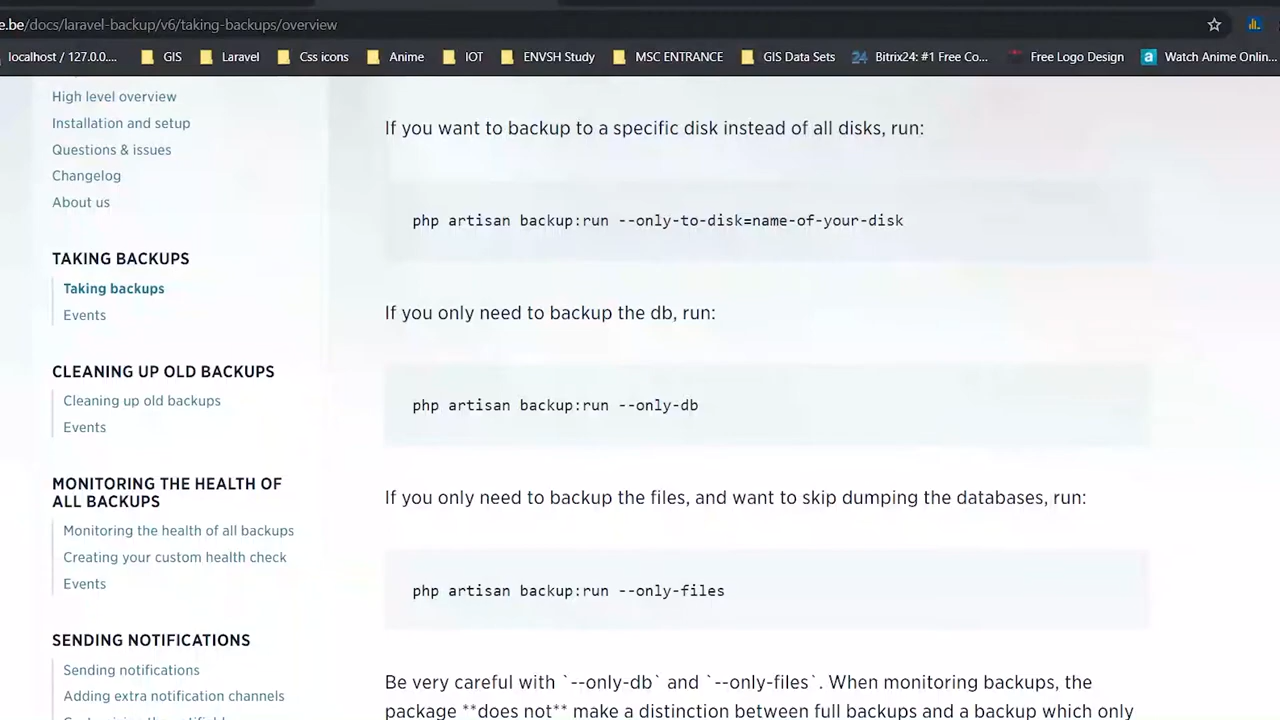 e.be/docs/laravel-backup/v6/taking-backups/overview
localhost / 127.0.0.... GIS Laravel Css icons Anime IOT ENVSH Study MSC ENTRANCE GIS Data Sets 24 Bitrix24: #1 Free Co... Free Logo Design a Watch Anime Onlin...
High level overview
Installation and setup
Questions & issues
Changelog
About us
TAKING BACKUPS
Taking backups
Events
CLEANING UP OLD BACKUPS
Cleaning up old backups
Events
MONITORING THE HEALTH OF
ALL BACKUPS
Monitoring the health of all backups
Creating your custom health check
Events
SENDING NOTIFICATIONS
Sending notifications
Adding extra notification channels
If you want to backup to a specific disk instead of all disks, run:
php artisan backup:run --only-to-disk=name-of-your-disk
If you only need to backup the db, run:
php artisan backup:run --only-db
If you only need to backup the files, and want to skip dumping the databases, run:
php artisan backup:run --only-files
Be very careful with `--only-db` and `--only-files`. When monitoring backups, the
package **does not** make a distinction between full backups and a backup which only